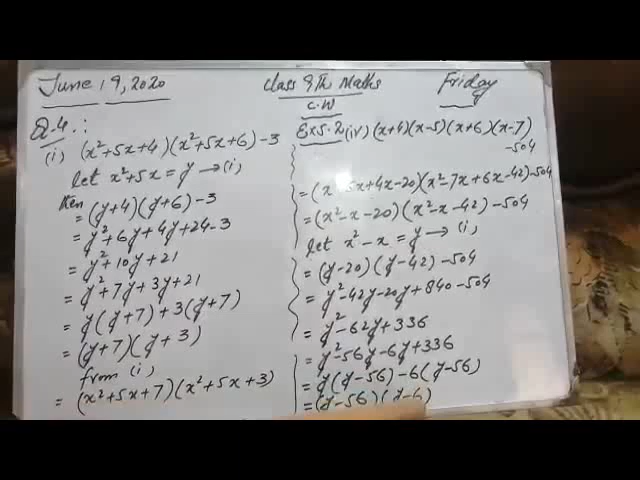 June 19, 2020
Class 9Th Maths
Friday
C.W
Q.4.:
(i) (x²+5x+4)(x²+5x+6)-3
let x²+5x=y →(i)
then
=(y+4)(y+6)-3
=y²+6y+4y+24-3
=y²+10y+21
=y²+7y+3y+21
=y(y+7)+3(y+7)
=(y+7)(y+3)
from (i),
=(x²+5x+7)(x²+5x+3)
Ex5.2 (iv) (x+4)(x-5)(x+6)(x-7)
-504
=(x 5x+4x-20)(x²-7x+6x-42)-504
=(x²-x-20)(x²-x-42)-504
let x²-x=y →(i),
=(y-20)(y-42)-504
=y²-42y-20y+840-504
=y²-62y+336
=y²-56y-6y+336
=y(y-56)-6(y-56)
=(y-56)(y-6)